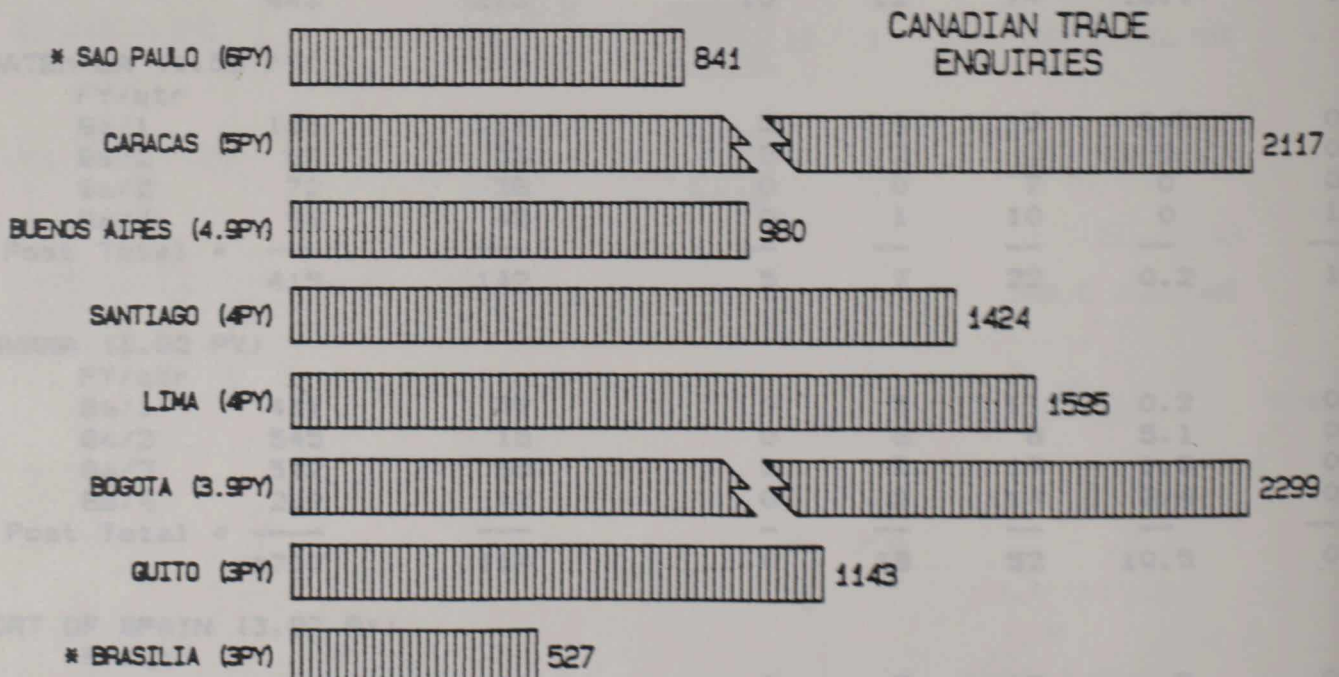 CANADIAN TRADE
ENQUIRIES
* SAO PAULO (6PY) 841
CARACAS (5PY) 2117
BUENOS AIRES (4.9PY) 980
SANTIAGO (4PY) 1424
LIMA (4PY) 1595
BOGOTA (3.9PY) 2299
QUITO (3PY) 1143
* BRASILIA (3PY) 527